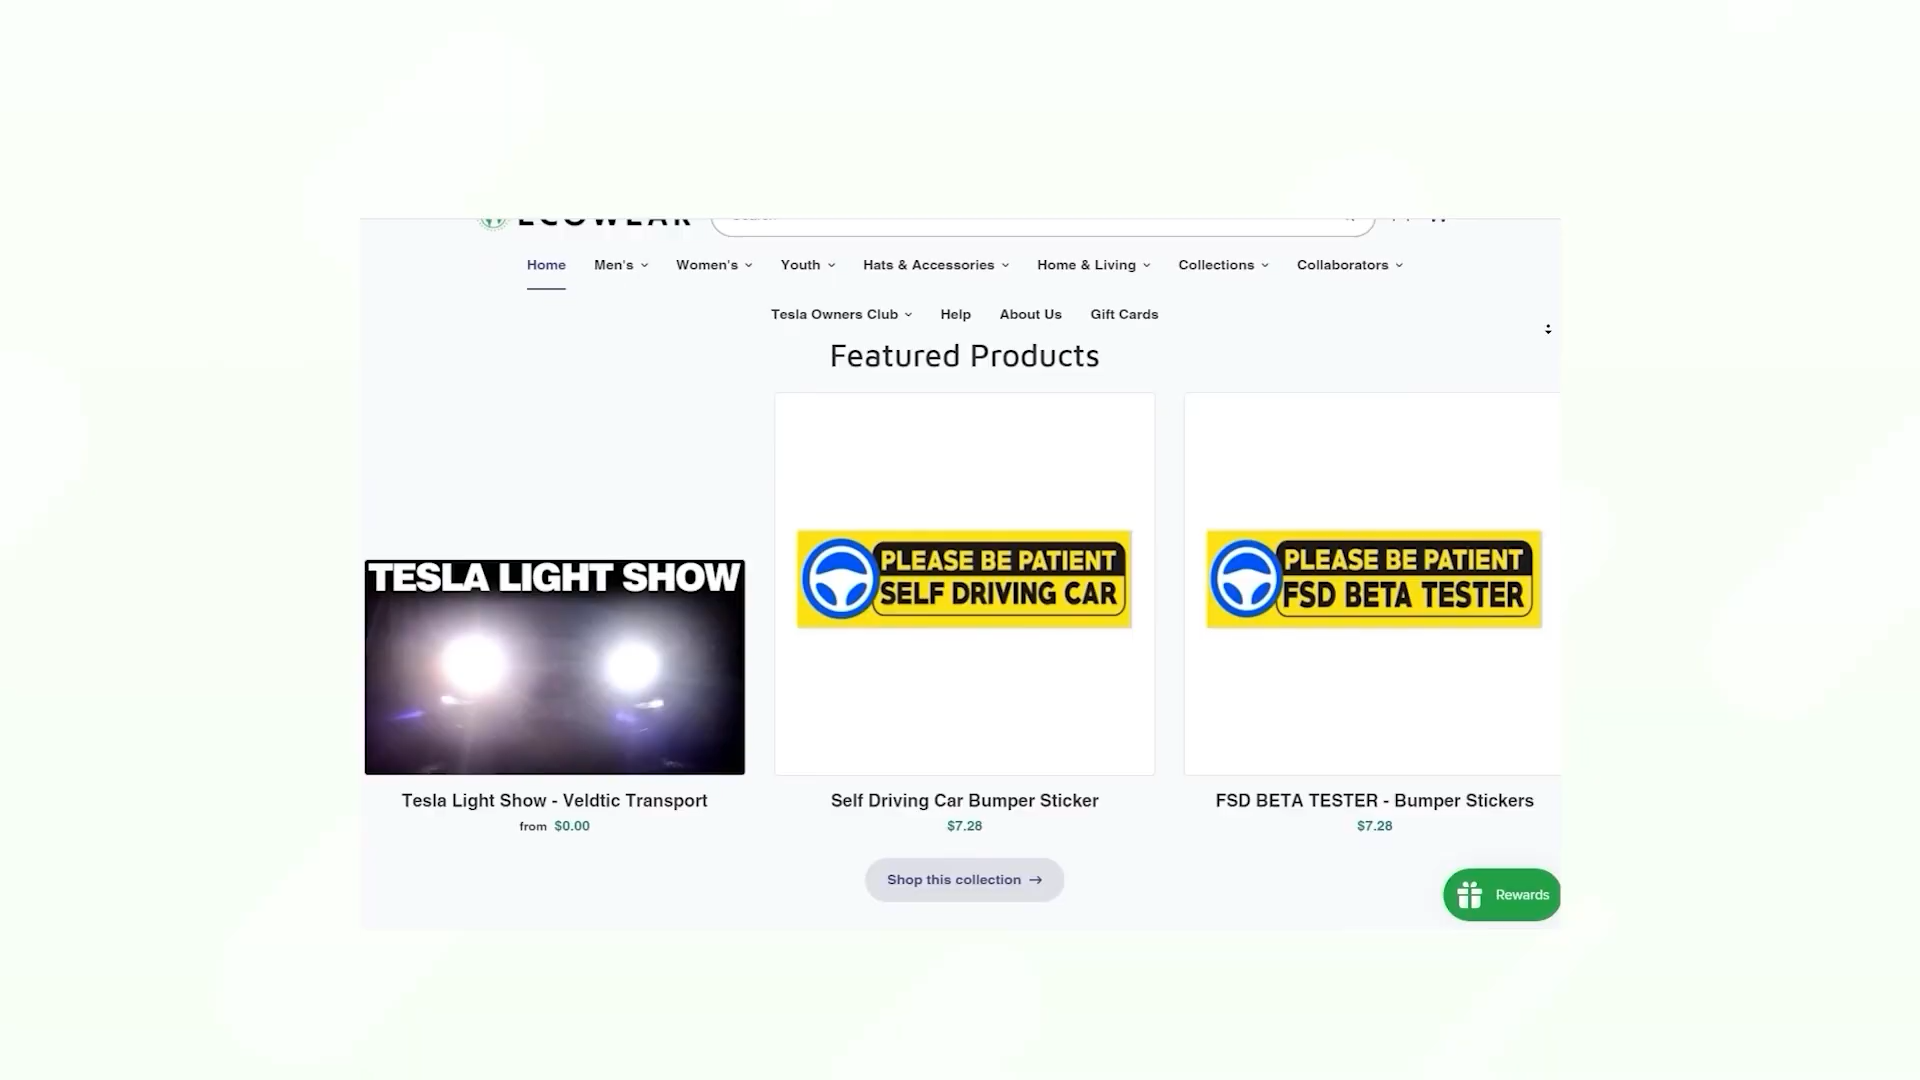 ECOWEAR
Home Men's Women's Youth Hats & Accessories Home & Living Collections Collaborators
Tesla Owners Club Help About Us Gift Cards
Featured Products
TESLA LIGHT SHOW
PLEASE BE PATIENT
SELF DRIVING CAR
PLEASE BE PATIENT
FSD BETA TESTER
Tesla Light Show - Veldtic Transport
from $0.00
Self Driving Car Bumper Sticker
$7.28
FSD BETA TESTER - Bumper Stickers
$7.28
Shop this collection →
Rewards